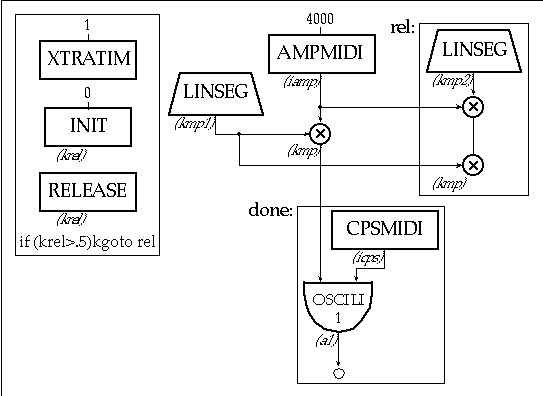 1
XTRATIM
0
INIT
(krel)
RELEASE
(krel)
if (krel>.5)kgoto rel
4000
AMPMIDI
(iamp)
LINSEG
(kmp1)
(kmp)
rel:
LINSEG
(kmp2)
(kmp)
done:
CPSMIDI
(icps)
OSCILI
1
(a1)